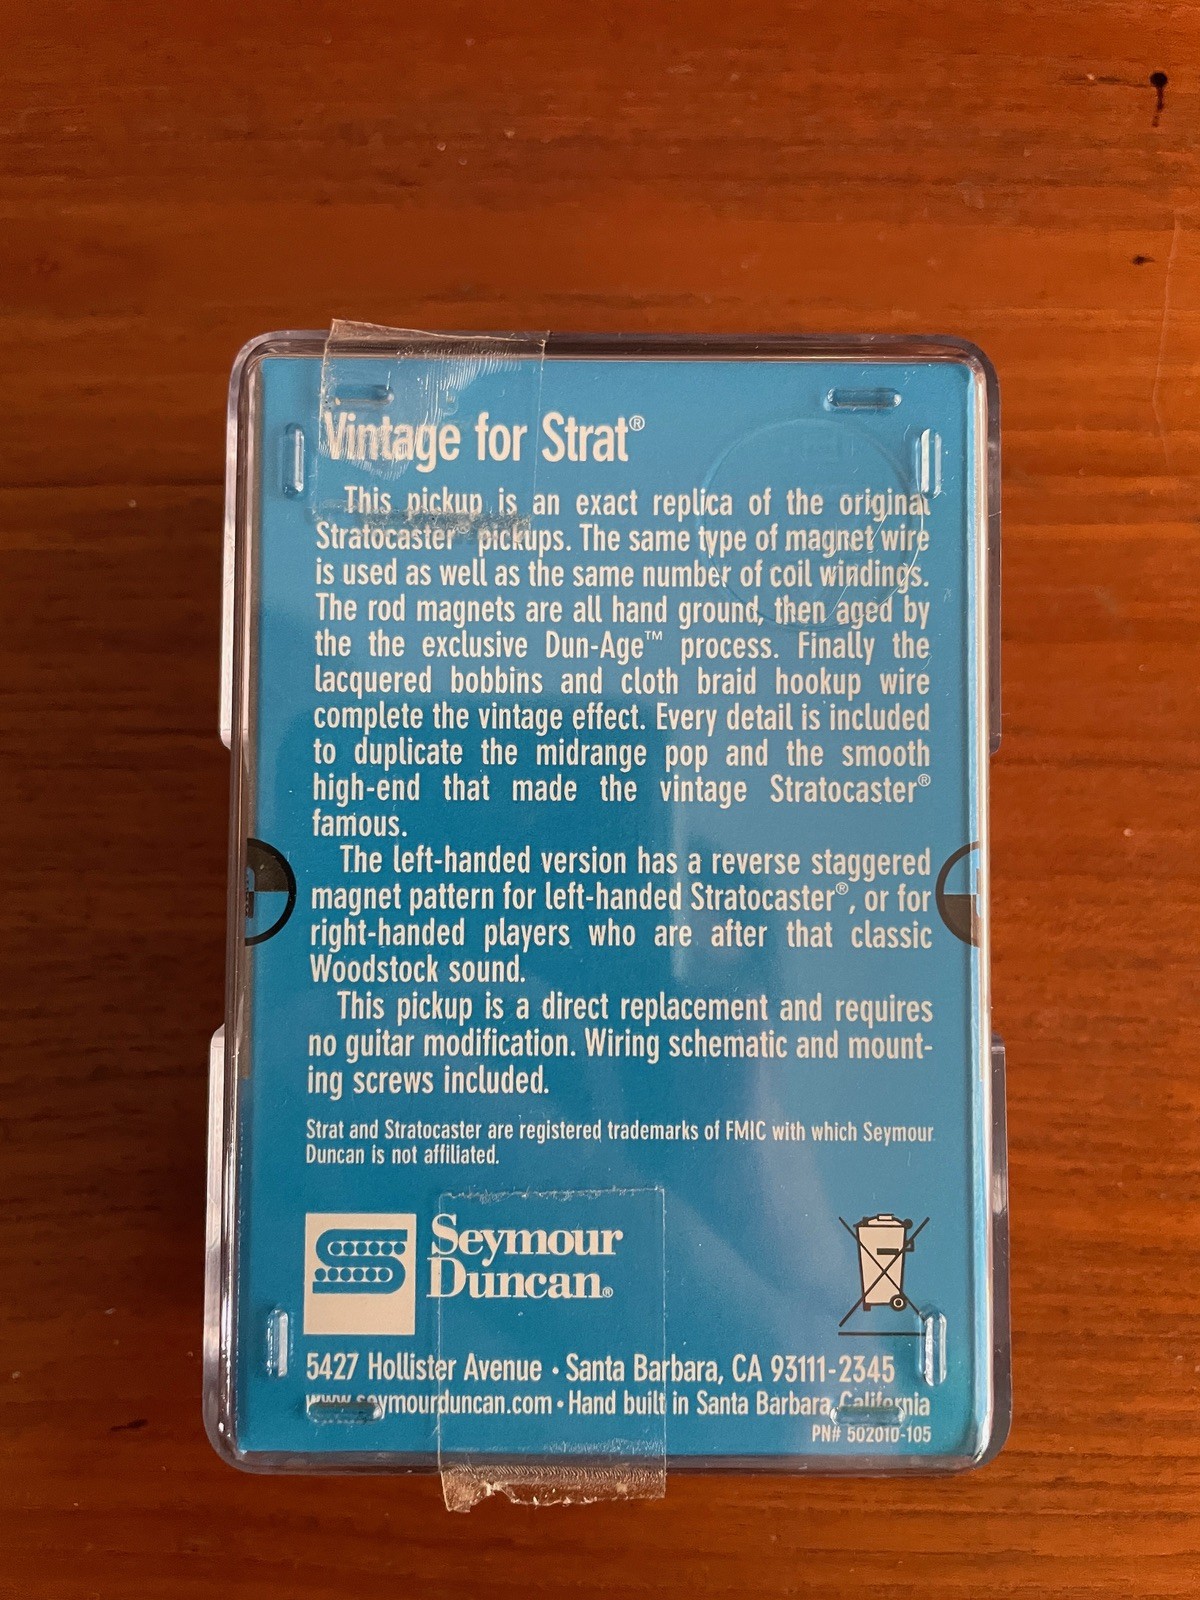 Vintage for Strat®
This pickup is an exact replica of the original
Stratocaster® pickups. The same type of magnet wire
is used as well as the same number of coil windings.
The rod magnets are all hand ground, then aged by
the the exclusive Dun-Age™ process. Finally the
lacquered bobbins and cloth braid hookup wire
complete the vintage effect. Every detail is included
to duplicate the midrange pop and the smooth
high-end that made the vintage Stratocaster®
famous.
The left-handed version has a reverse staggered
magnet pattern for left-handed Stratocaster®, or for
right-handed players who are after that classic
Woodstock sound.
This pickup is a direct replacement and requires
no guitar modification. Wiring schematic and mount-
ing screws included.
Strat and Stratocaster are registered trademarks of FMIC with which Seymour
Duncan is not affiliated.
Seymour
Duncan®
5427 Hollister Avenue • Santa Barbara, CA 93111-2345
www.seymourduncan.com • Hand built in Santa Barbara, California
PN# 502010-105